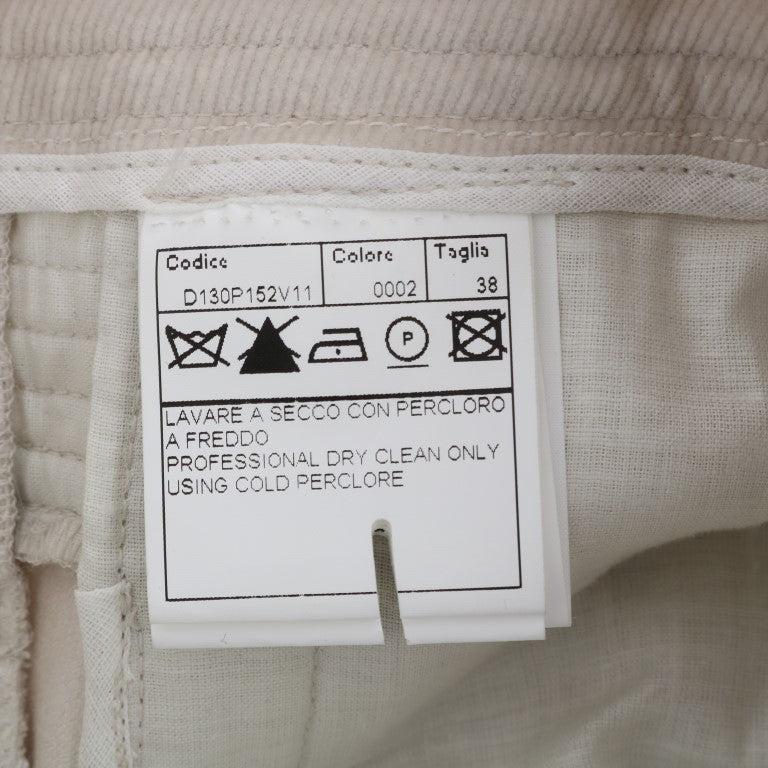 Codice Colore Taglia
D130P152V11 0002 38
P
LAVARE A SECCO CON PERCLORO
A FREDDO
PROFESSIONAL DRY CLEAN ONLY
USING COLD PERCLORE